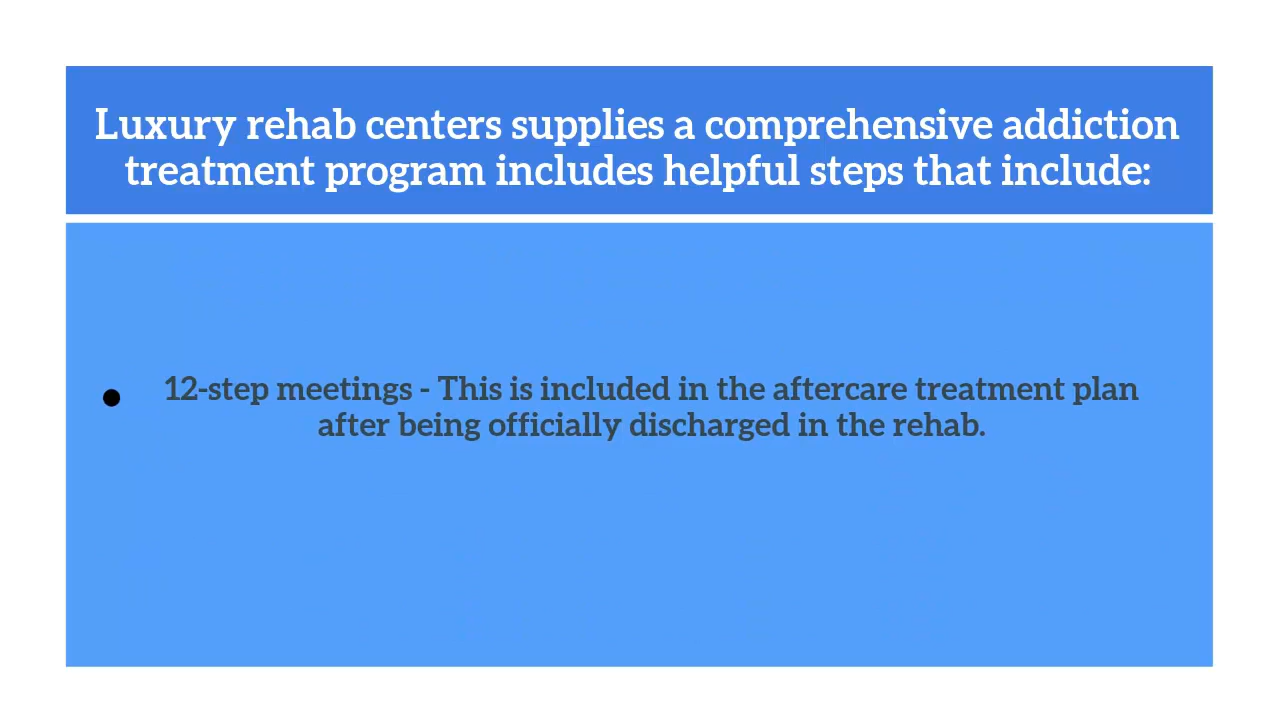 Luxury rehab centers supplies a comprehensive addiction
treatment program includes helpful steps that include:
12-step meetings - This is included in the aftercare treatment plan
after being officially discharged in the rehab.